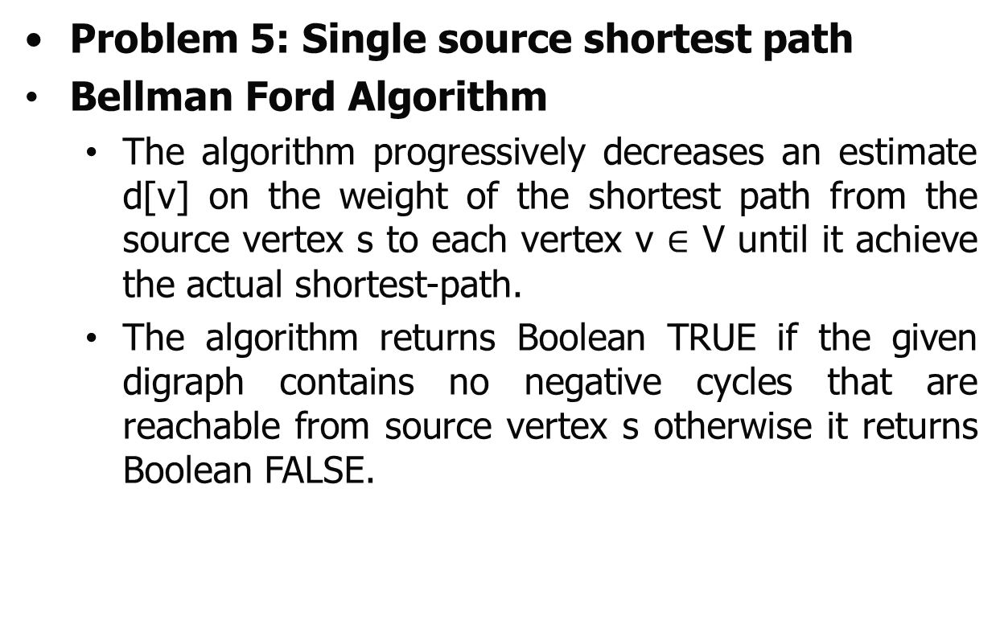 • Problem 5: Single source shortest path
• Bellman Ford Algorithm
• The algorithm progressively decreases an estimate
d[v] on the weight of the shortest path from the
source vertex s to each vertex v ∈ V until it achieve
the actual shortest-path.
• The algorithm returns Boolean TRUE if the given
digraph contains no negative cycles that are
reachable from source vertex s otherwise it returns
Boolean FALSE.